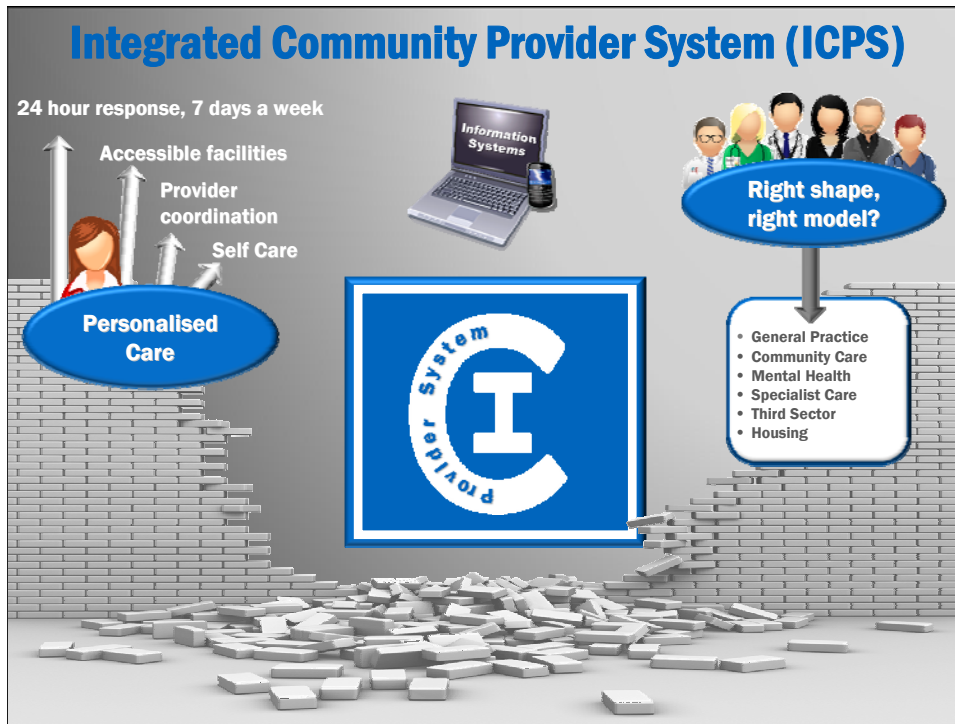 Integrated Community Provider System (ICPS)
24 hour response, 7 days a week
Accessible facilities
Provider
coordination
Self Care
Personalised
Care
Information
Systems
Right shape,
right model?
• General Practice
• Community Care
• Mental Health
• Specialist Care
• Third Sector
• Housing
Provider System
C
I